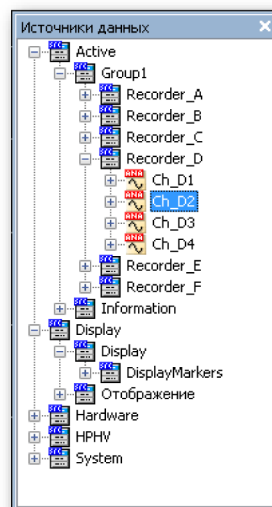 Источники данных
Active
Group1
Recorder_A
Recorder_B
Recorder_C
Recorder_D
Ch_D1
Ch_D2
Ch_D3
Ch_D4
Recorder_E
Recorder_F
Information
Display
Display
DisplayMarkers
Отображение
Hardware
HPHV
System